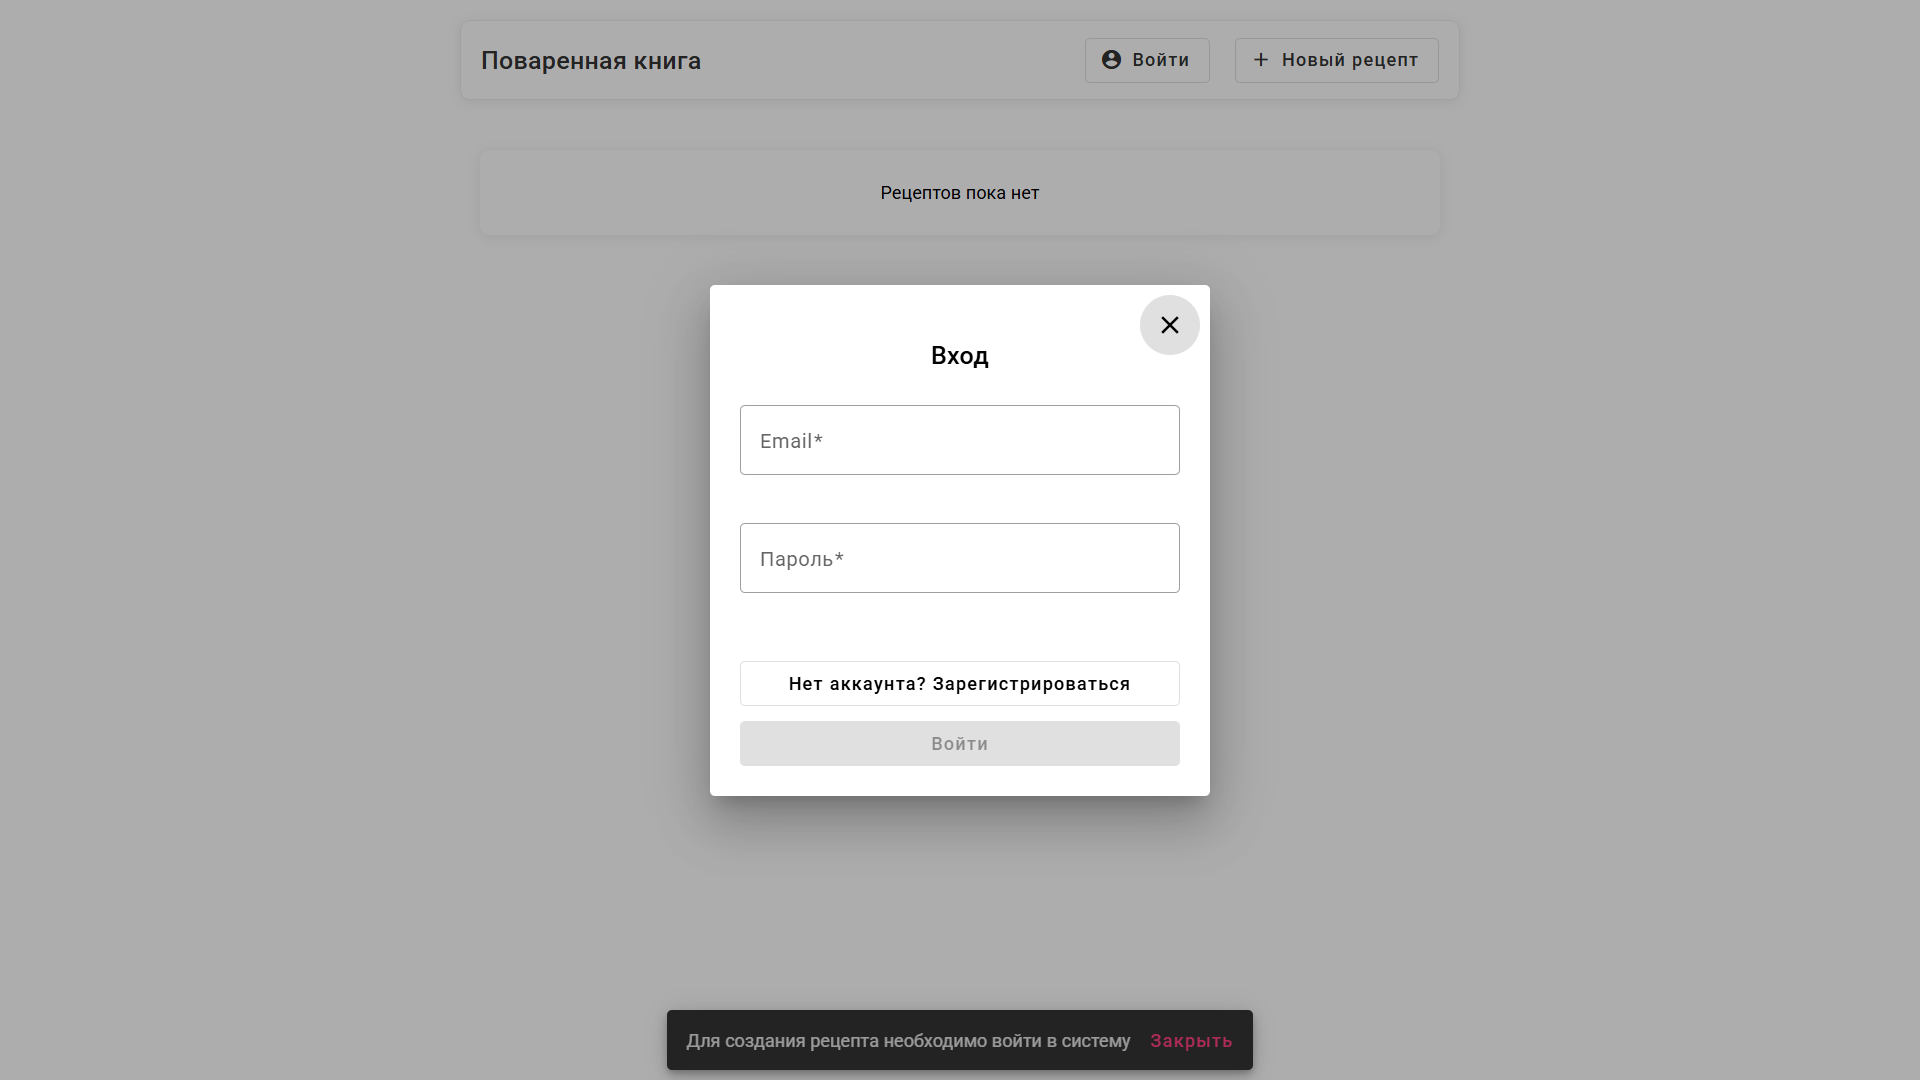 Поваренная книга
Войти
Новый рецепт
Рецептов пока нет
Вход
Email*
Пароль*
Нет аккаунта? Зарегистрироваться
Войти
Для создания рецепта необходимо войти в систему Закрыть